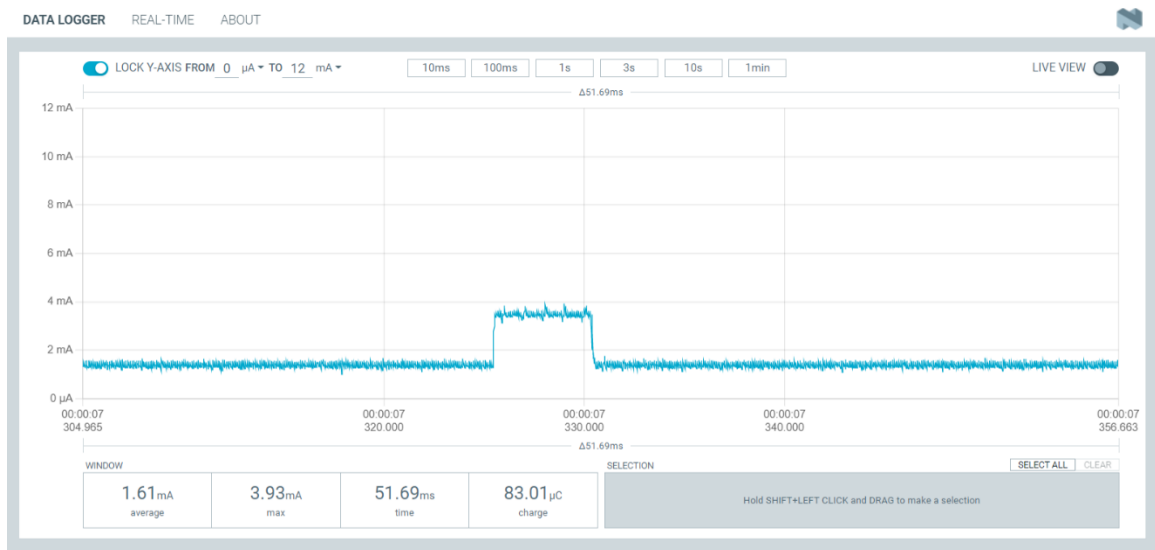 DATA LOGGER REAL-TIME ABOUT
LOCK Y-AXIS FROM 0 µA TO 12 mA 10ms 100ms 1s 3s 10s 1min LIVE VIEW
Δ51.69ms
12 mA
10 mA
8 mA
6 mA
4 mA
2 mA
0 µA
00:00:07 00:00:07 00:00:07 00:00:07 00:00:07
304.965 320.000 330.000 340.000 356.663
Δ51.69ms
WINDOW SELECTION SELECT ALL CLEAR
1.61mA 3.93mA 51.69ms 83.01µC
average max time charge
Hold SHIFT+LEFT CLICK and DRAG to make a selection